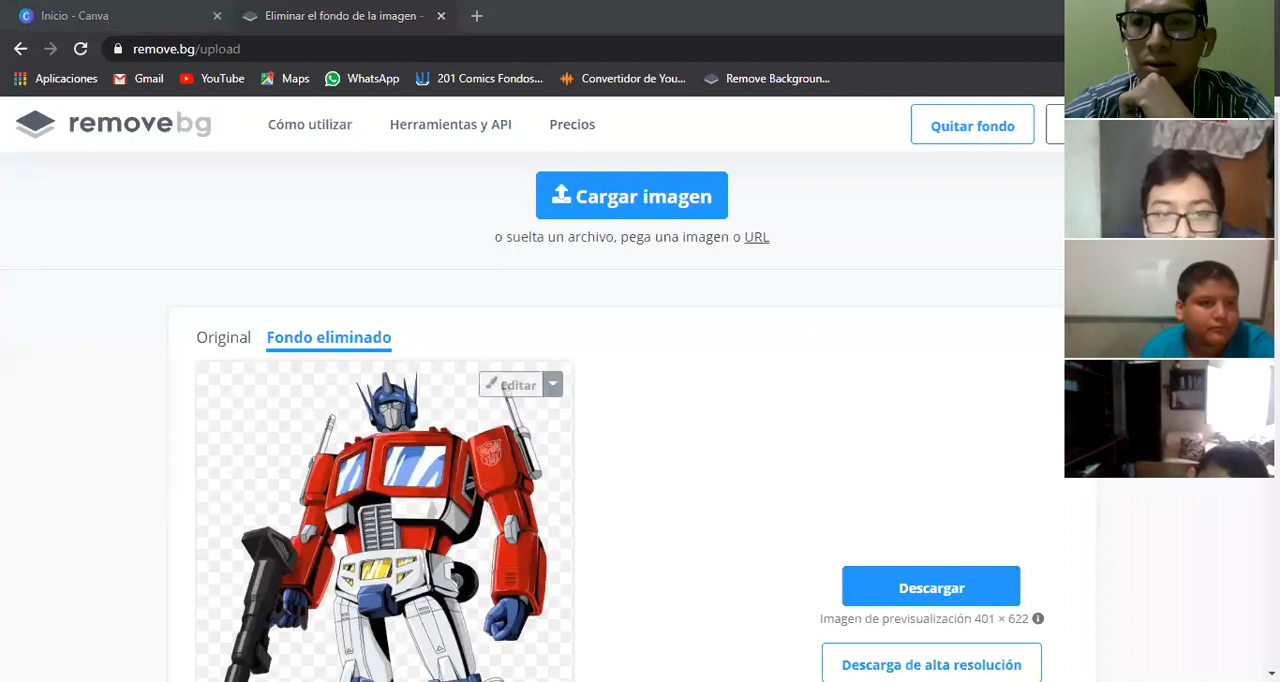 Inicio - Canva
Eliminar el fondo de la imagen -
remove.bg/upload
Aplicaciones Gmail YouTube Maps WhatsApp 201 Comics Fondos... Convertidor de You... Remove Backgroun...
removebg Cómo utilizar Herramientas y API Precios Quitar fondo
Cargar imagen
o suelta un archivo, pega una imagen o URL
Original Fondo eliminado
Editar
Descargar
Imagen de previsualización 401 × 622
Descarga de alta resolución